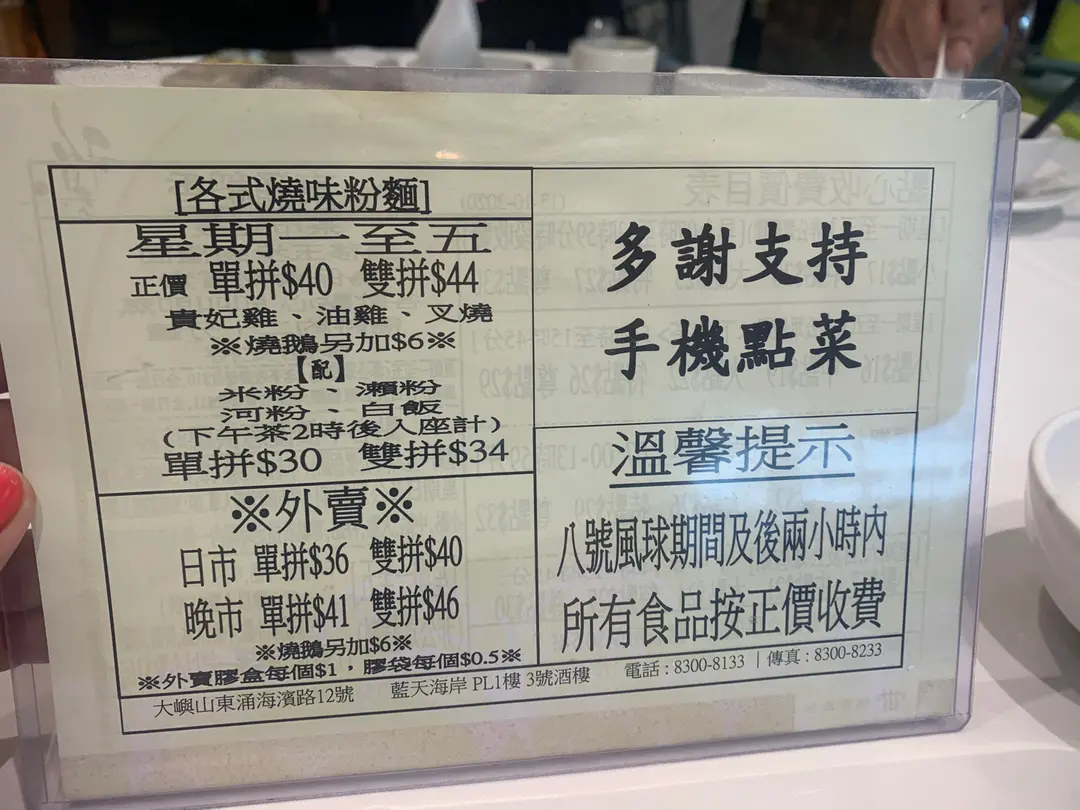 [各式燒味粉麵]
星期一至五
正價 單拼$40 雙拼$44
貴妃雞、油雞、叉燒
※燒鵝另加$6※
【配】
米粉、瀨粉
河粉、白飯
(下午茶2時後入座計)
單拼$30 雙拼$34
※外賣※
日市 單拼$36 雙拼$40
晚市 單拼$41 雙拼$46
※燒鵝另加$6※
※外賣膠盒每個$1,膠袋每個$0.5※
多謝支持
手機點菜
溫馨提示
八號風球期間及後兩小時內
所有食品按正價收費
大嶼山東涌海濱路12號 藍天海岸 PL1樓 3號酒樓 電話:8300-8133 | 傳真:8300-8233
點心收費價目表